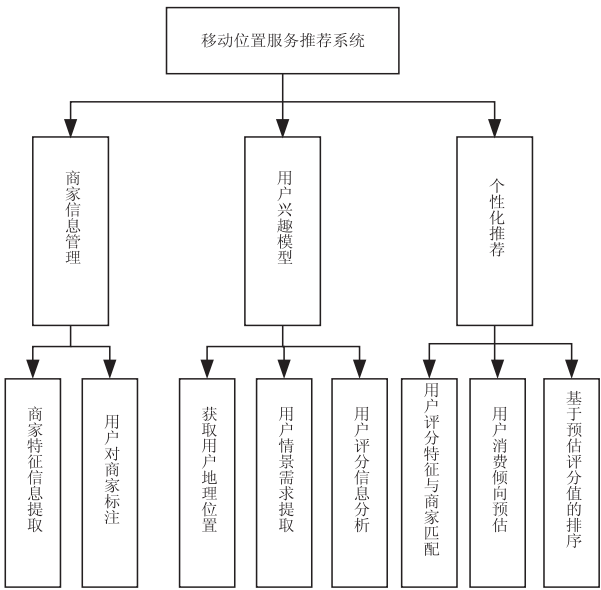 移动位置服务推荐系统
商家信息管理
用户兴趣模型
个性化推荐
商家特征信息提取
用户对商家标注
获取用户地理位置
用户情景需求提取
用户评分信息分析
用户评分特征与商家匹配
用户消费倾向预估
基于预估评分值的排序